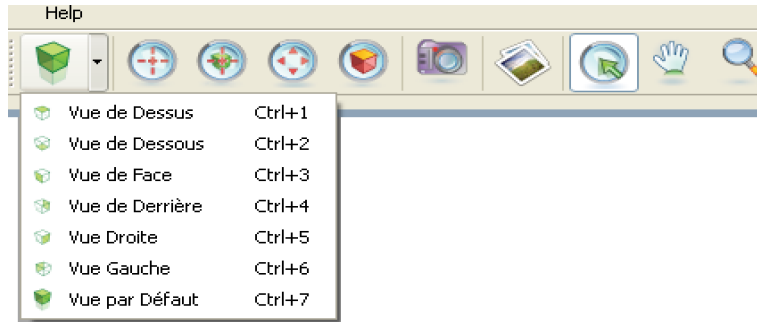 Help
Vue de Dessus Ctrl+1
Vue de Dessous Ctrl+2
Vue de Face Ctrl+3
Vue de Derrière Ctrl+4
Vue Droite Ctrl+5
Vue Gauche Ctrl+6
Vue par Défaut Ctrl+7